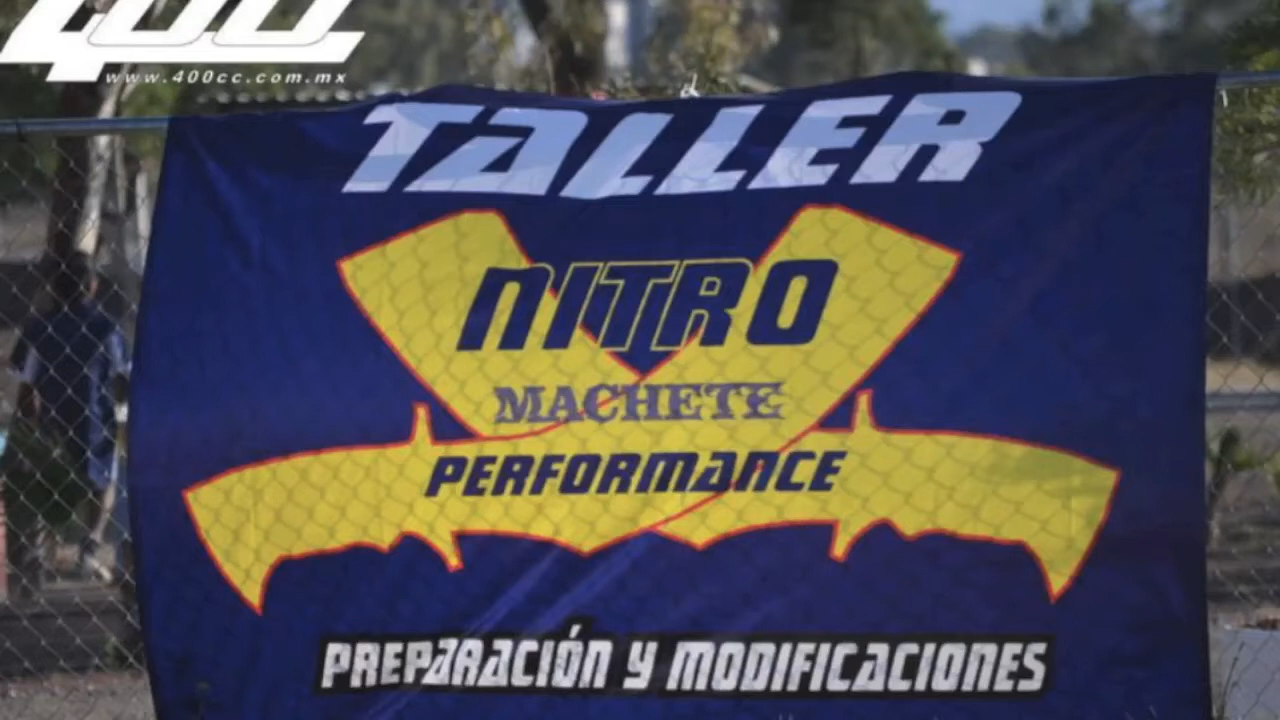 400
www.400cc.com.mx
TALLER
NITRO
MACHETE
PERFORMANCE
PREPARACIÓN Y MODIFICACIONES